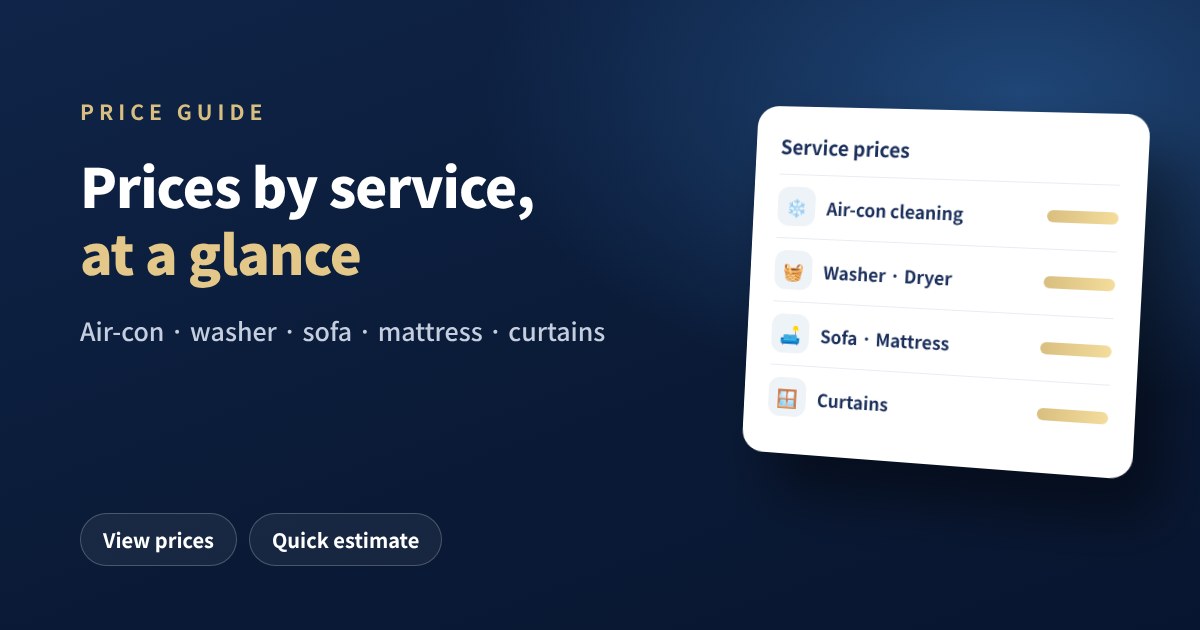 PRICE GUIDE
Prices by service,
at a glance
Air-con · washer · sofa · mattress · curtains
View prices
Quick estimate
Service prices
Air-con cleaning
Washer · Dryer
Sofa · Mattress
Curtains